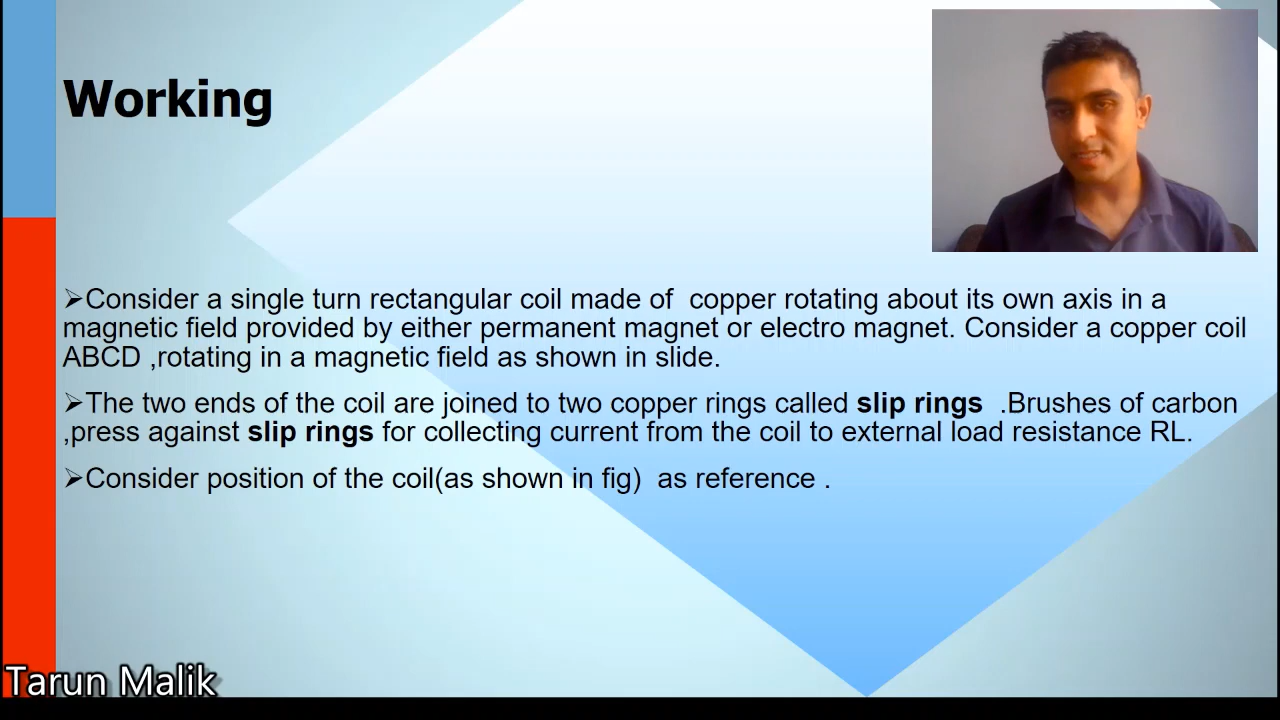 Working
➢Consider a single turn rectangular coil made of  copper rotating about its own axis in a
magnetic field provided by either permanent magnet or electro magnet. Consider a copper coil
ABCD ,rotating in a magnetic field as shown in slide.
➢The two ends of the coil are joined to two copper rings called slip rings  .Brushes of carbon
,press against slip rings for collecting current from the coil to external load resistance RL.
➢Consider position of the coil(as shown in fig)  as reference .
Tarun Malik